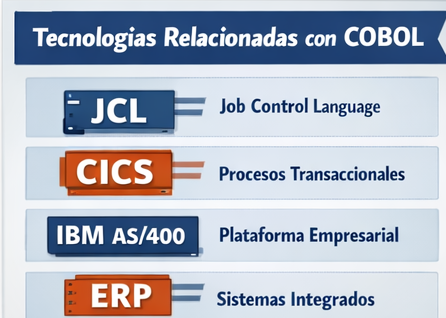 Tecnologias Relacionadas con COBOL
JCL Job Control Language
CICS Procesos Transaccionales
IBM AS/400 Plataforma Empresarial
ERP Sistemas Integrados